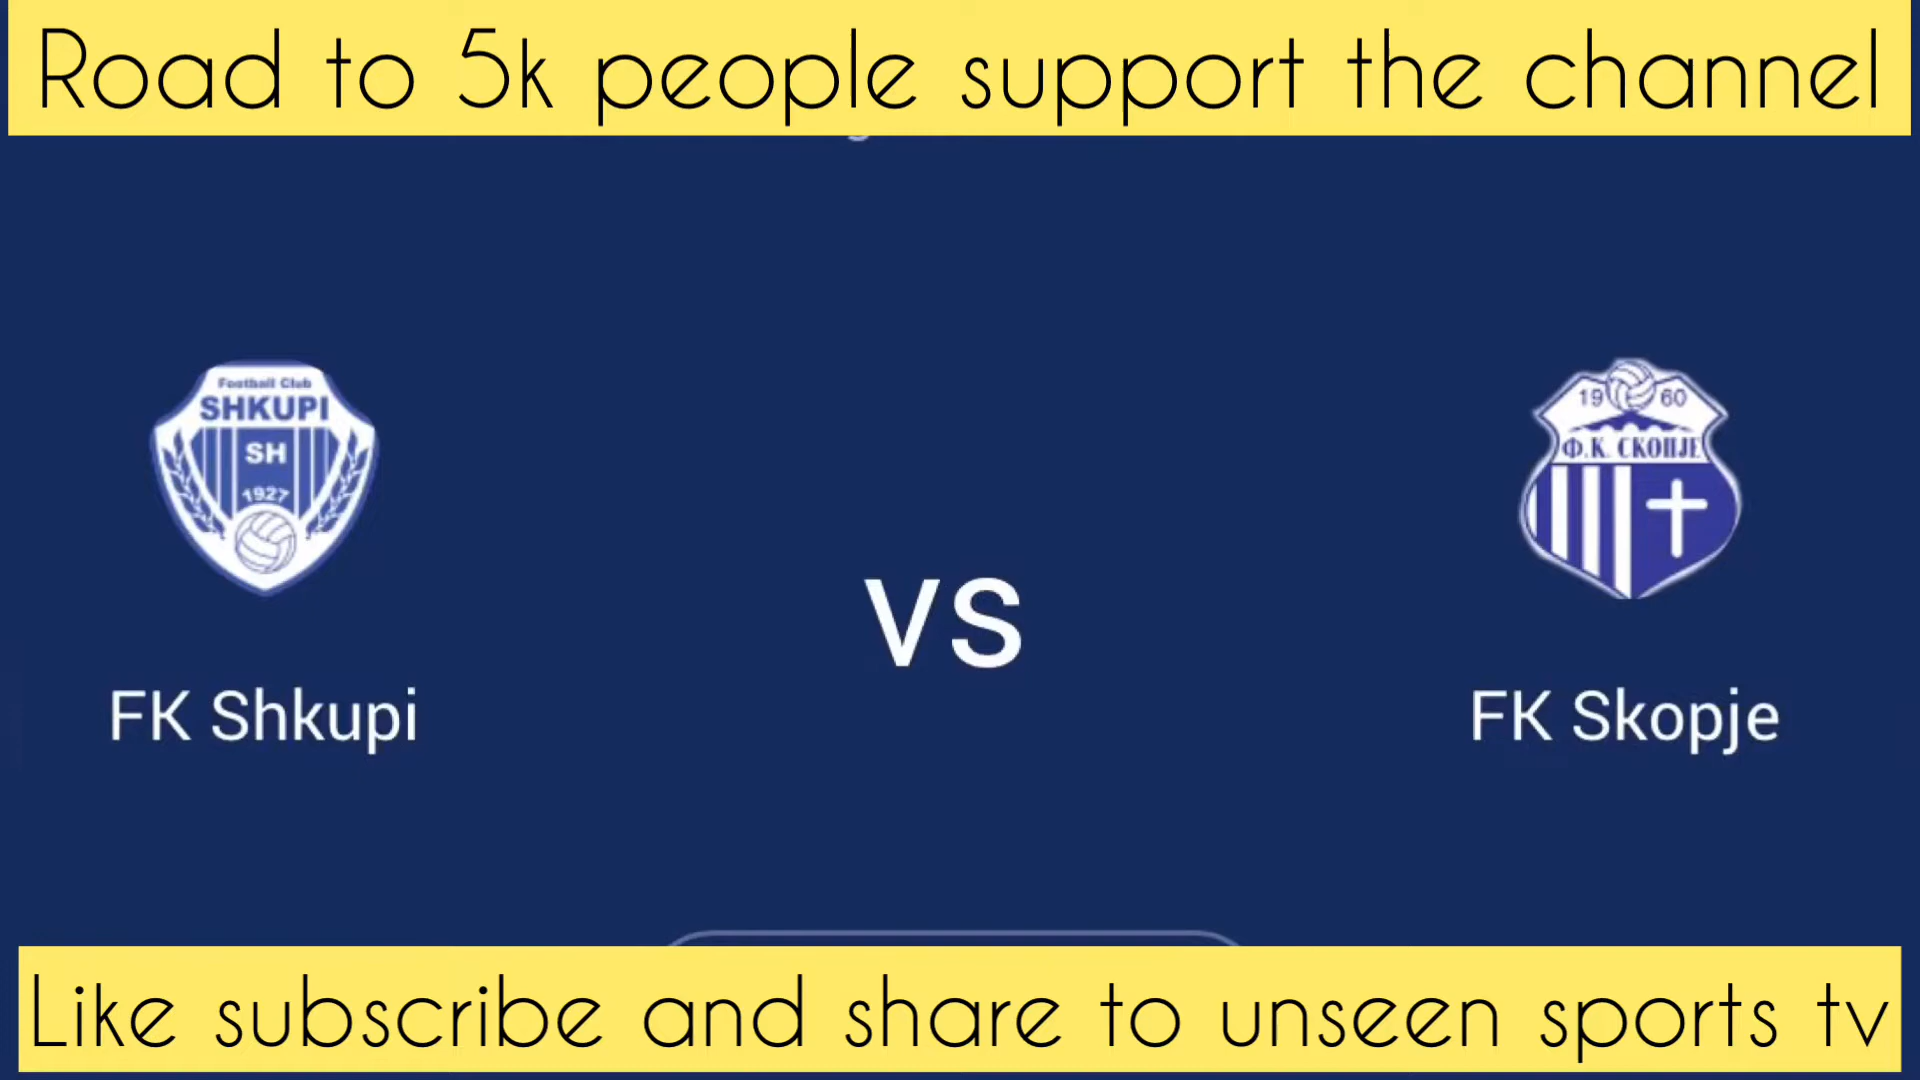 Road to 5k people support the channel
Football Club
SHKUPI
SH
1927
19 60
Ф.К. СКОПЈЕ
vs
FK Shkupi
FK Skopje
Like subscribe and share to unseen sports tv